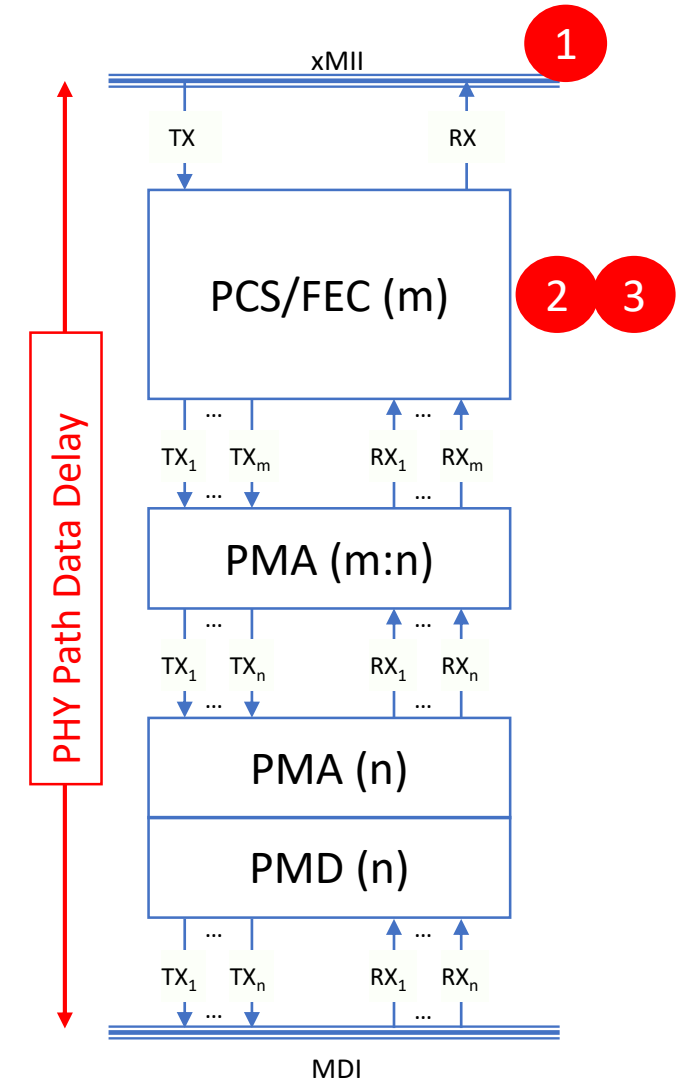 1
xMII
TX RX
PCS/FEC (m)
2 3
... ...
TX₁ TXₘ RX₁ RXₘ
... ...
PMA (m:n)
... ...
TX₁ TXₙ RX₁ RXₙ
... ...
PHY Path Data Delay
PMA (n)
PMD (n)
... ...
TX₁ TXₙ RX₁ RXₙ
... ...
MDI